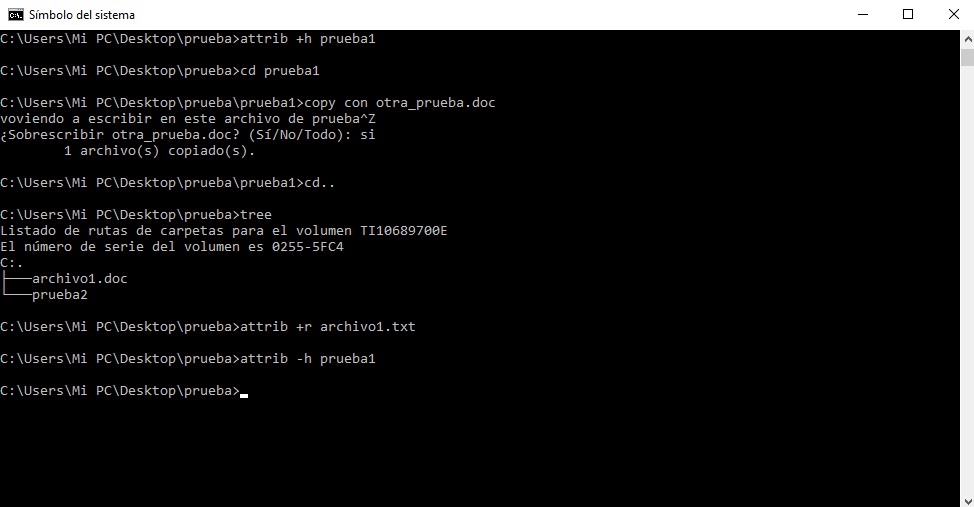 Símbolo del sistema
C:\Users\Mi PC\Desktop\prueba>attrib +h prueba1
C:\Users\Mi PC\Desktop\prueba>cd prueba1
C:\Users\Mi PC\Desktop\prueba\prueba1>copy con otra_prueba.doc
voviendo a escribir en este archivo de prueba^Z
¿Sobrescribir otra_prueba.doc? (Sí/No/Todo): si
        1 archivo(s) copiado(s).
C:\Users\Mi PC\Desktop\prueba\prueba1>cd..
C:\Users\Mi PC\Desktop\prueba>tree
Listado de rutas de carpetas para el volumen TI10689700E
El número de serie del volumen es 0255-5FC4
C:.
├───archivo1.doc
└───prueba2
C:\Users\Mi PC\Desktop\prueba>attrib +r archivo1.txt
C:\Users\Mi PC\Desktop\prueba>attrib -h prueba1
C:\Users\Mi PC\Desktop\prueba>